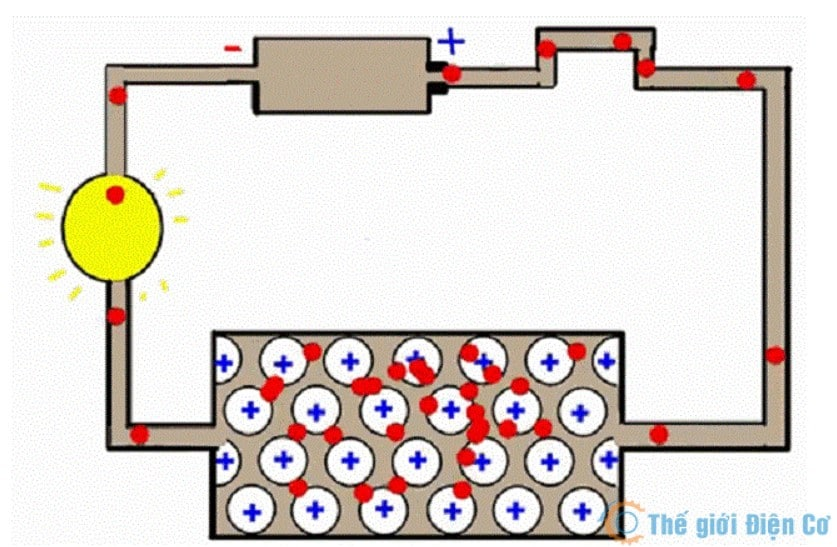 - +
Thế giới Điện Cơ